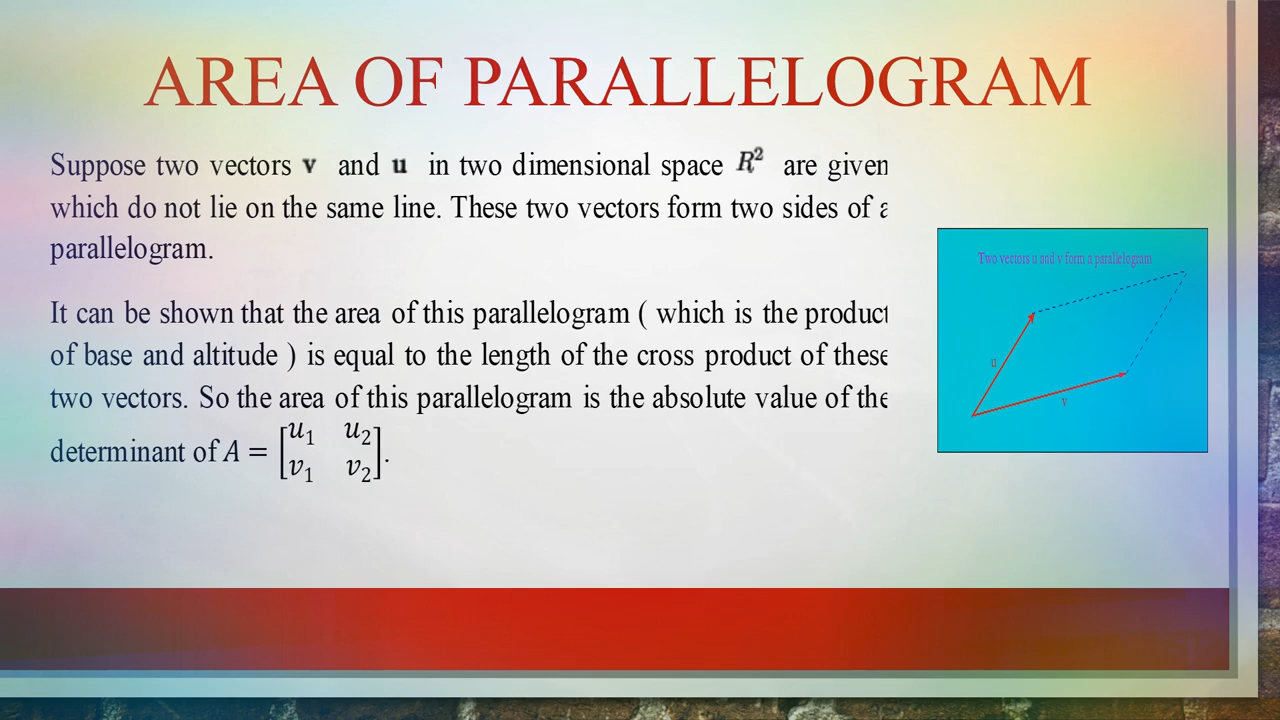 AREA OF PARALLELOGRAM
Suppose two vectors v and u in two dimensional space R² are given
which do not lie on the same line. These two vectors form two sides of a
parallelogram.
It can be shown that the area of this parallelogram ( which is the product
of base and altitude ) is equal to the length of the cross product of these
two vectors. So the area of this parallelogram is the absolute value of the
determinant of A = [u₁ u₂
v₁ v₂].
Two vectors u and v form a parallelogram
u
v